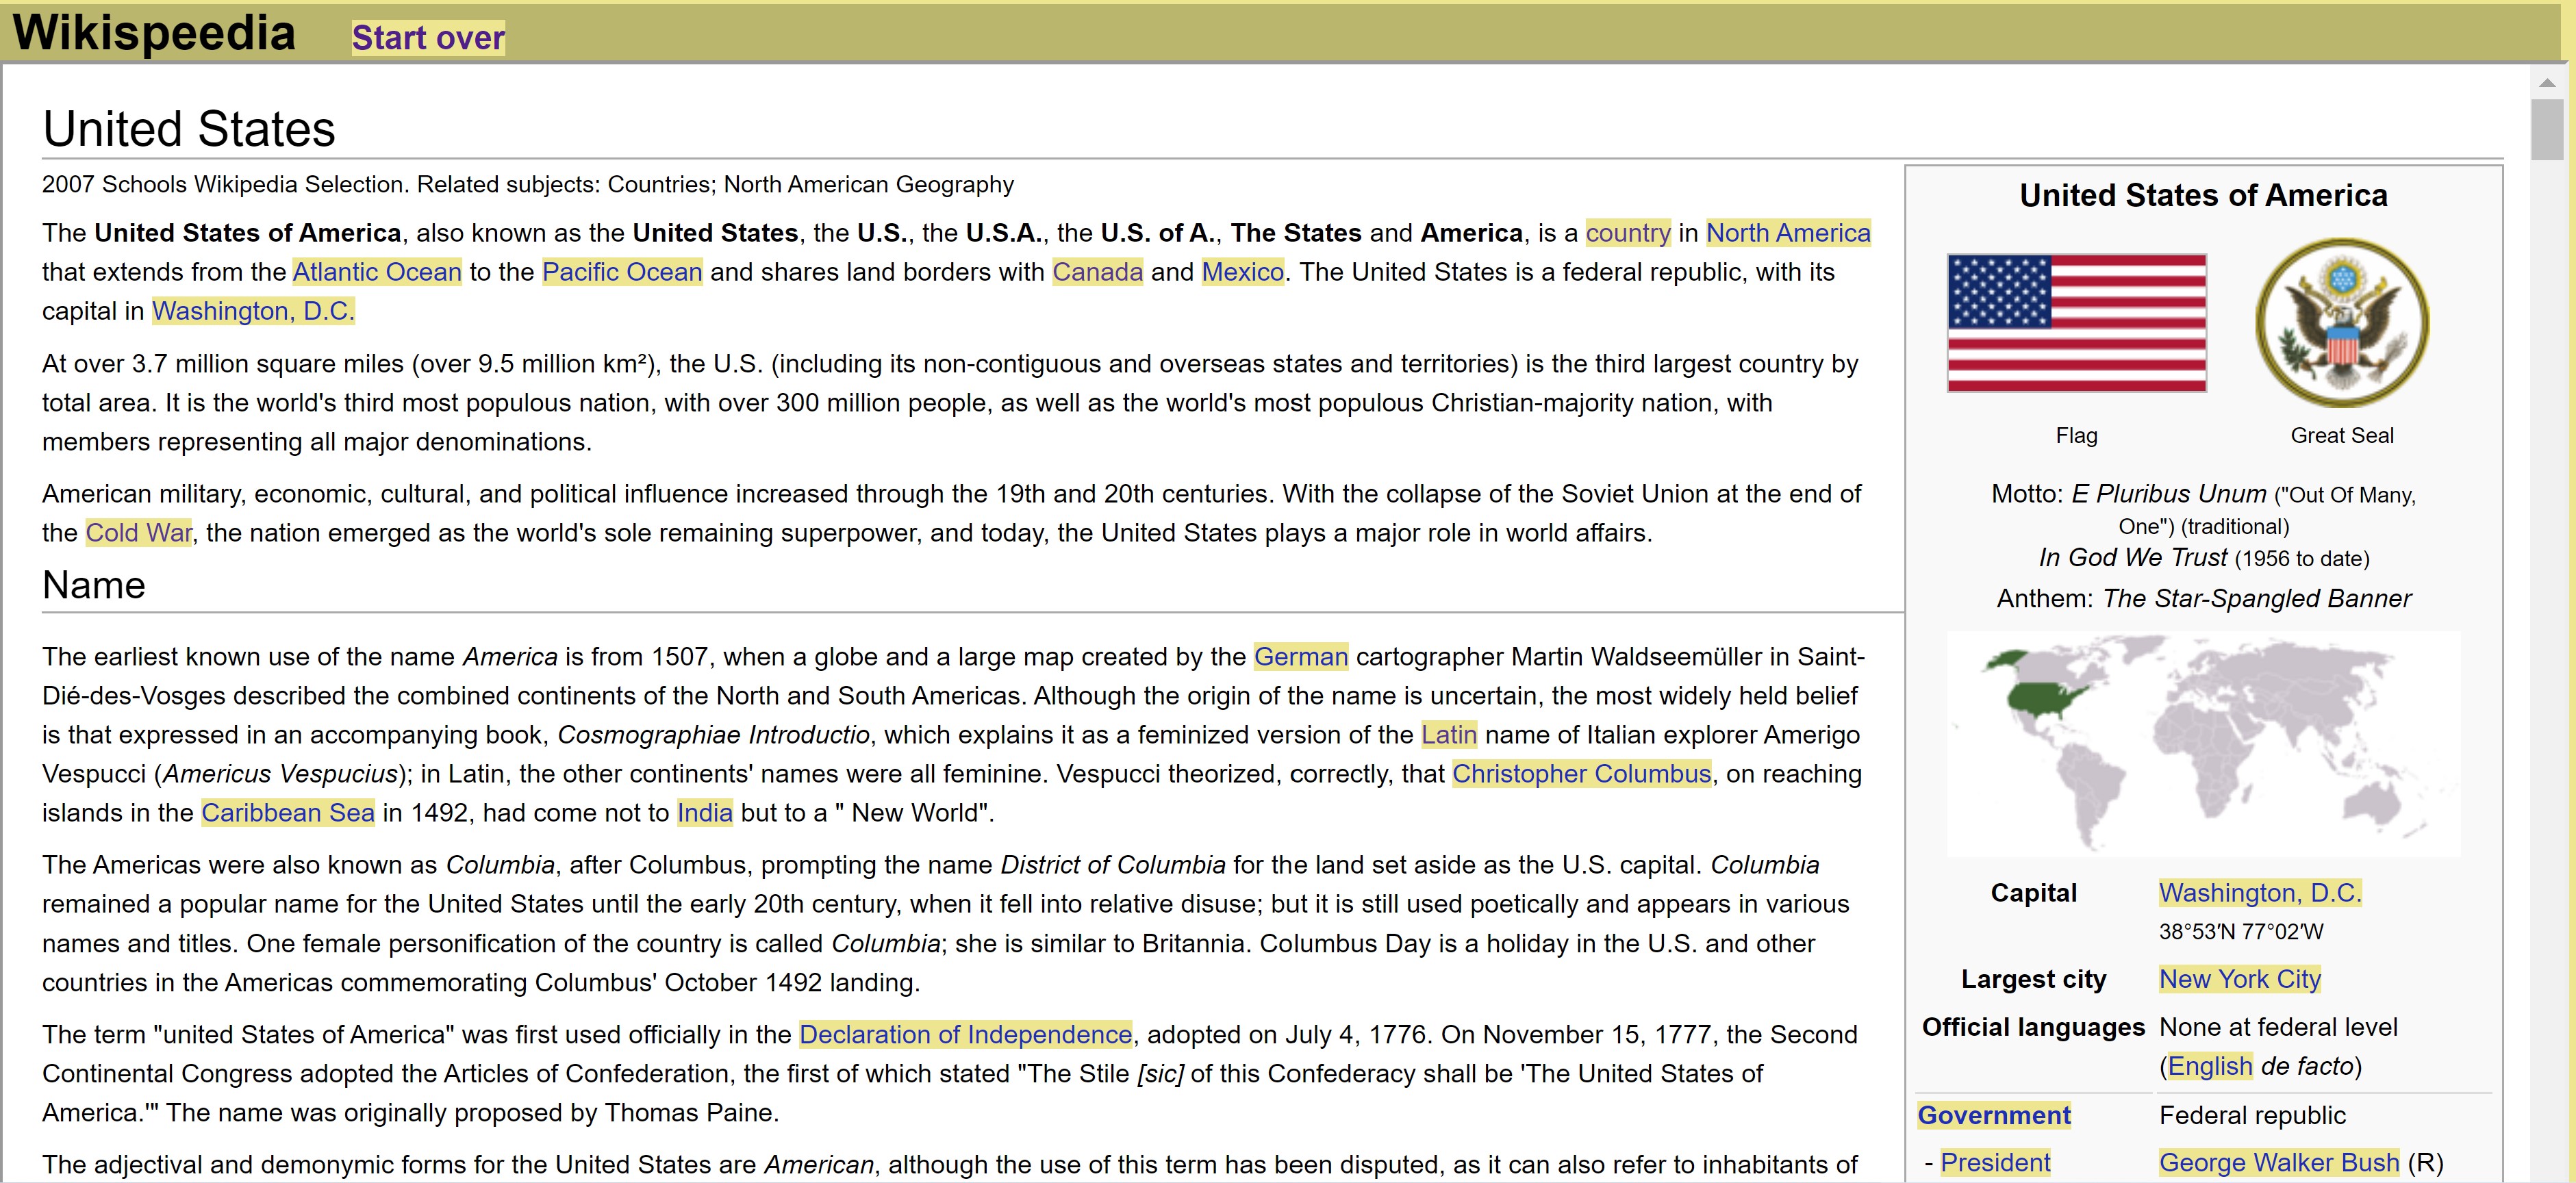 Wikispeedia Start over
United States
2007 Schools Wikipedia Selection. Related subjects: Countries; North American Geography
The United States of America, also known as the United States, the U.S., the U.S.A., the U.S. of A., The States and America, is a country in North America
that extends from the Atlantic Ocean to the Pacific Ocean and shares land borders with Canada and Mexico. The United States is a federal republic, with its
capital in Washington, D.C.
At over 3.7 million square miles (over 9.5 million km²), the U.S. (including its non-contiguous and overseas states and territories) is the third largest country by
total area. It is the world's third most populous nation, with over 300 million people, as well as the world's most populous Christian-majority nation, with
members representing all major denominations.
American military, economic, cultural, and political influence increased through the 19th and 20th centuries. With the collapse of the Soviet Union at the end of
the Cold War, the nation emerged as the world's sole remaining superpower, and today, the United States plays a major role in world affairs.
Name
The earliest known use of the name America is from 1507, when a globe and a large map created by the German cartographer Martin Waldseemüller in Saint-
Dié-des-Vosges described the combined continents of the North and South Americas. Although the origin of the name is uncertain, the most widely held belief
is that expressed in an accompanying book, Cosmographiae Introductio, which explains it as a feminized version of the Latin name of Italian explorer Amerigo
Vespucci (Americus Vespucius); in Latin, the other continents' names were all feminine. Vespucci theorized, correctly, that Christopher Columbus, on reaching
islands in the Caribbean Sea in 1492, had come not to India but to a " New World".
The Americas were also known as Columbia, after Columbus, prompting the name District of Columbia for the land set aside as the U.S. capital. Columbia
remained a popular name for the United States until the early 20th century, when it fell into relative disuse; but it is still used poetically and appears in various
names and titles. One female personification of the country is called Columbia; she is similar to Britannia. Columbus Day is a holiday in the U.S. and other
countries in the Americas commemorating Columbus' October 1492 landing.
The term "united States of America" was first used officially in the Declaration of Independence, adopted on July 4, 1776. On November 15, 1777, the Second
Continental Congress adopted the Articles of Confederation, the first of which stated "The Stile [sic] of this Confederacy shall be 'The United States of
America.'" The name was originally proposed by Thomas Paine.
The adjectival and demonymic forms for the United States are American, although the use of this term has been disputed, as it can also refer to inhabitants of
United States of America
Flag Great Seal
Motto: E Pluribus Unum ("Out Of Many,
One") (traditional)
In God We Trust (1956 to date)
Anthem: The Star-Spangled Banner
Capital Washington, D.C.
38°53′N 77°02′W
Largest city New York City
Official languages None at federal level
(English de facto)
Government Federal republic
- President George Walker Bush (R)